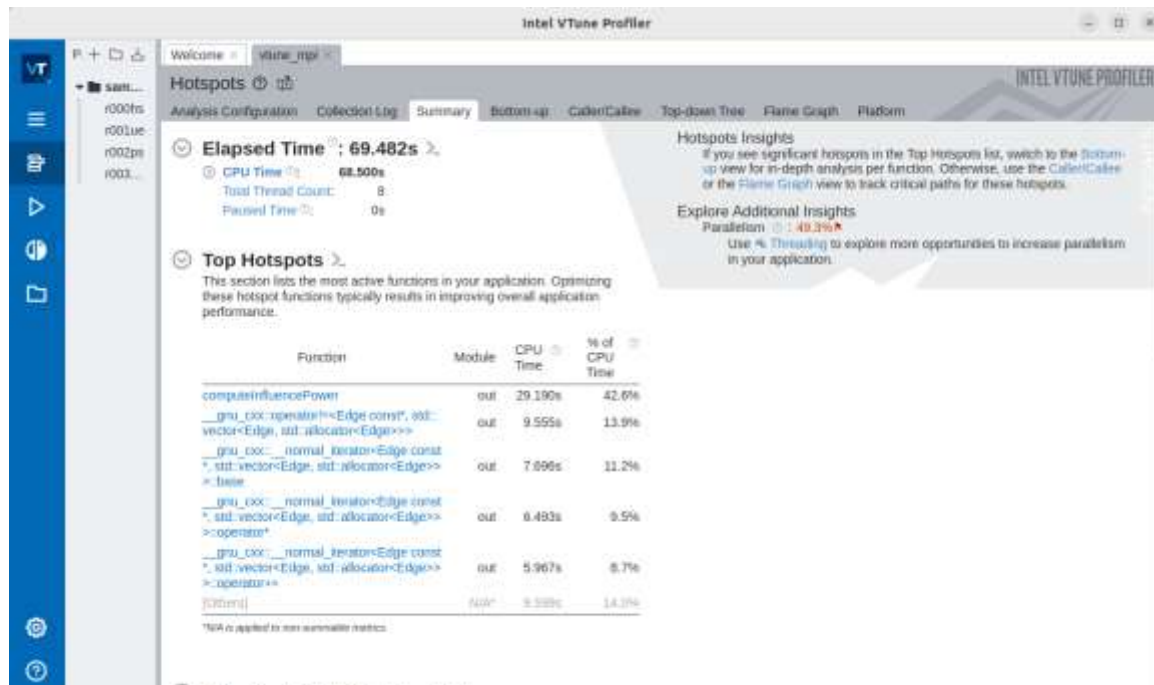 Intel VTune Profiler
Welcome
vtune_mpi
sam...
r000hs
r001ue
r002ps
r003...
Hotspots
INTEL VTUNE PROFILER
Analysis Configuration Collection Log Summary Bottom-up Caller/Callee Top-down Tree Flame Graph Platform
Elapsed Time : 69.482s
CPU Time : 68.500s
Total Thread Count: 8
Paused Time : 0s
Hotspots Insights
If you see significant hotspots in the Top Hotspots list, switch to the Bottom-
up view for in-depth analysis per function. Otherwise, use the Caller/Callee
or the Flame Graph view to track critical paths for these hotspots.
Explore Additional Insights
Parallelism : 49.3%
Use Threading to explore more opportunities to increase parallelism
in your application.
Top Hotspots
This section lists the most active functions in your application. Optimizing
these hotspot functions typically results in improving overall application
performance.
Function Module CPU Time % of CPU Time
computeInfluencePower out 29.190s 42.6%
__gnu_cxx::operator!=<Edge const*, std::
vector<Edge, std::allocator<Edge>>> out 9.555s 13.9%
__gnu_cxx::__normal_iterator<Edge const
*, std::vector<Edge, std::allocator<Edge>>
>::base out 7.696s 11.2%
__gnu_cxx::__normal_iterator<Edge const
*, std::vector<Edge, std::allocator<Edge>>
>::operator* out 6.493s 9.5%
__gnu_cxx::__normal_iterator<Edge const
*, std::vector<Edge, std::allocator<Edge>>
>::operator++ out 5.967s 8.7%
[Others] N/A* 14.0%
*N/A is applied to non-summable metrics.